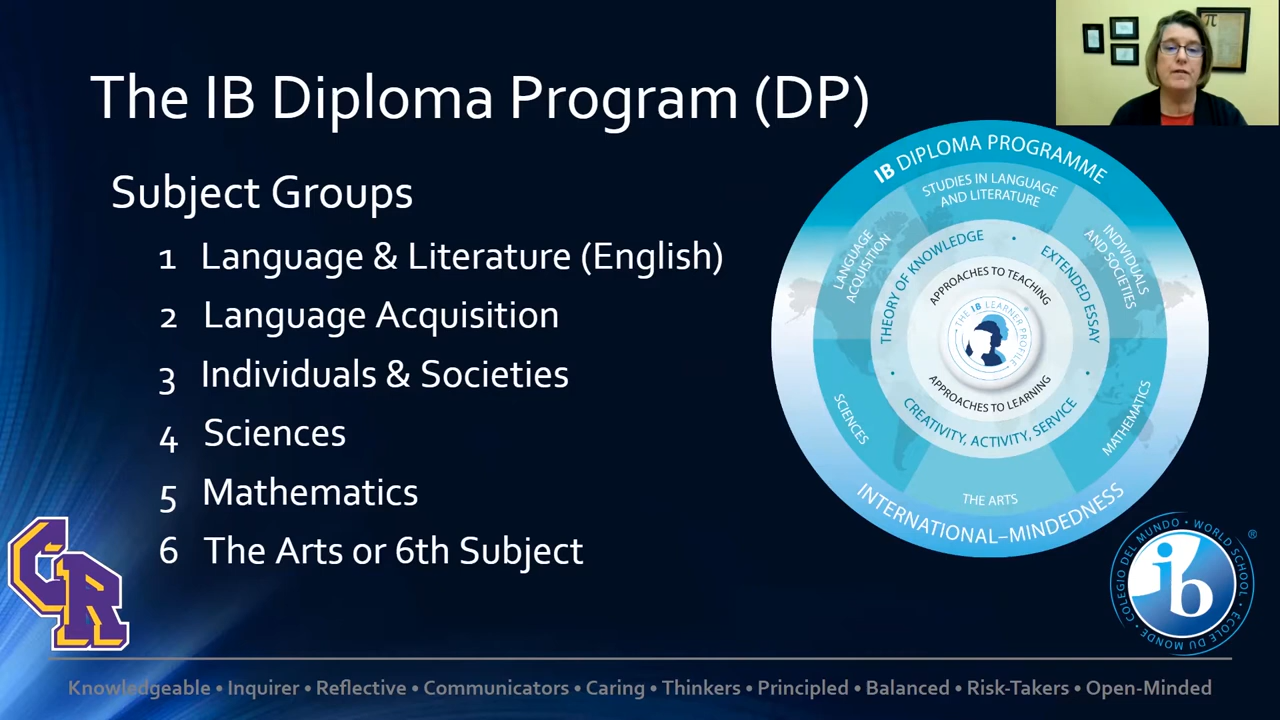 The IB Diploma Program (DP)
Subject Groups
1 Language & Literature (English)
2 Language Acquisition
3 Individuals & Societies
4 Sciences
5 Mathematics
6 The Arts or 6th Subject
IB DIPLOMA PROGRAMME
STUDIES IN LANGUAGE
AND LITERATURE
LANGUAGE
ACQUISITION
INDIVIDUALS
AND SOCIETIES
THEORY OF KNOWLEDGE
EXTENDED ESSAY
APPROACHES TO TEACHING
THE IB LEARNER PROFILE
APPROACHES TO LEARNING
CREATIVITY, ACTIVITY, SERVICE
SCIENCES
MATHEMATICS
THE ARTS
INTERNATIONAL–MINDEDNESS
π
CR
COLEGIO DEL MUNDO • WORLD SCHOOL • ÉCOLE DU MONDE •
ib
®
Knowledgeable • Inquirer • Reflective • Communicators • Caring • Thinkers • Principled • Balanced • Risk-Takers • Open-Minded